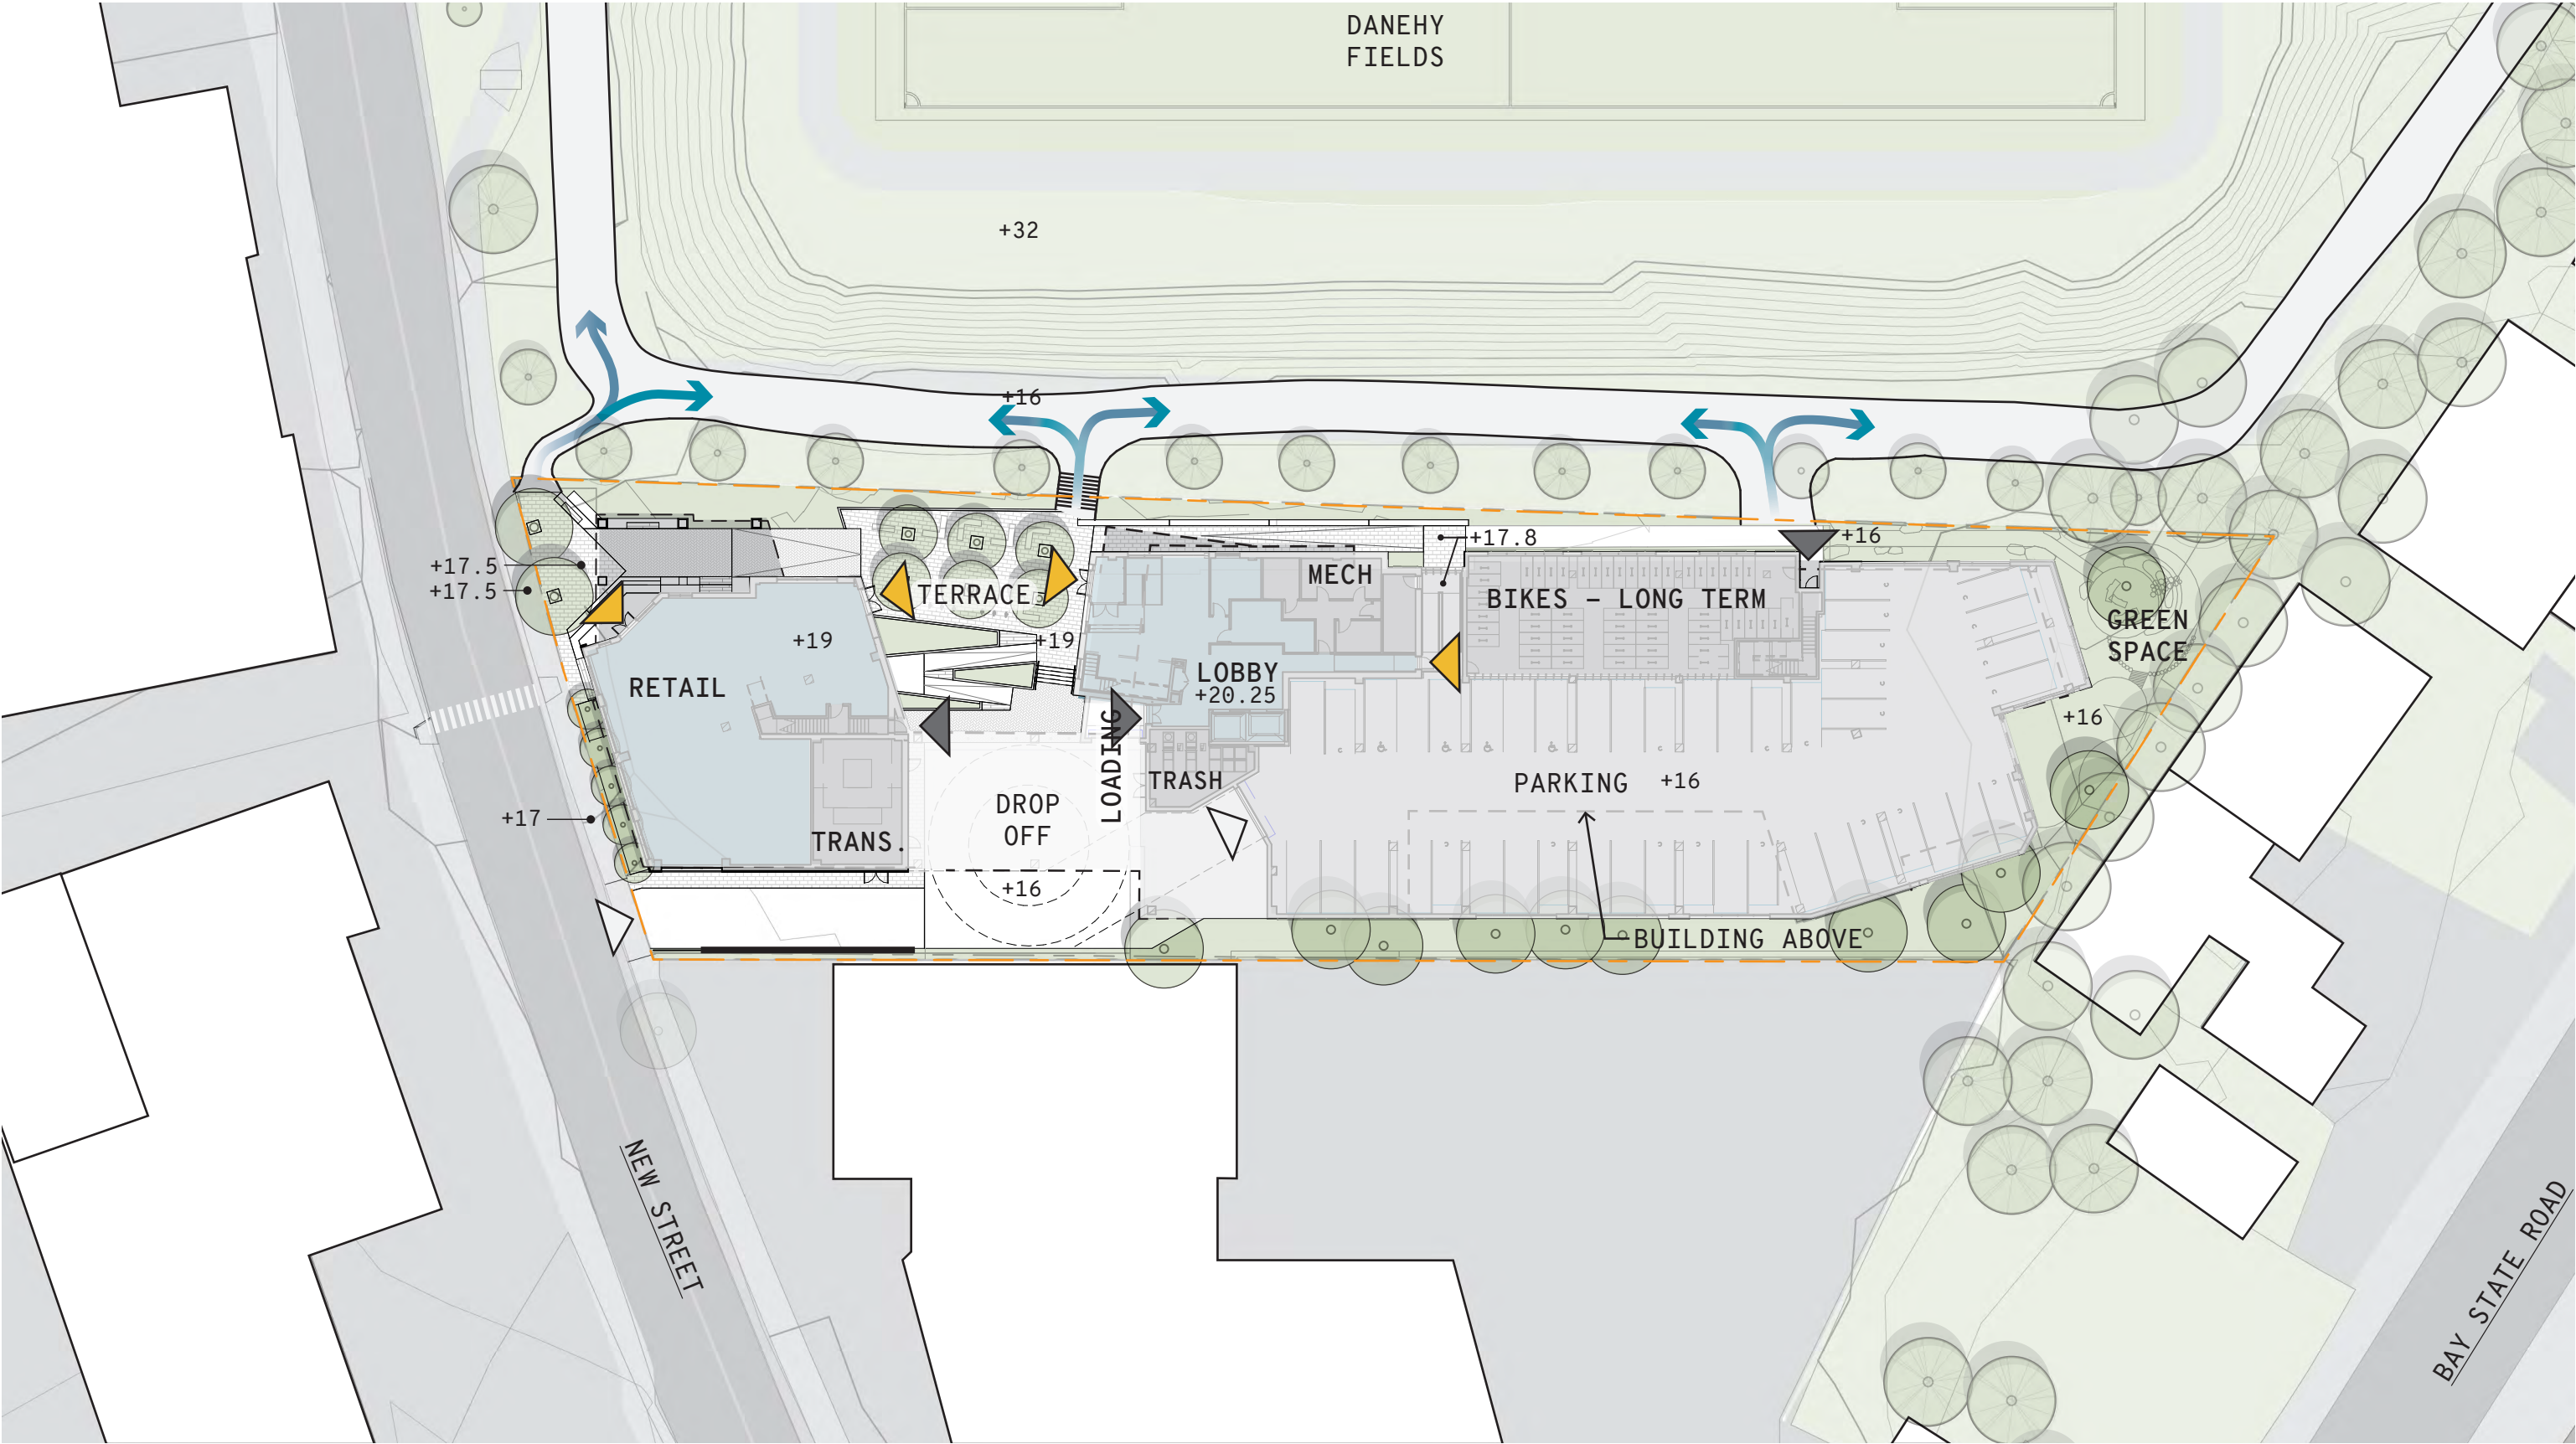 DANEHY
FIELDS
+32
+16
+17.8
+16
+17.5
+17.5
TERRACE
MECH
BIKES – LONG TERM
GREEN
SPACE
+19
+19
RETAIL
LOBBY
+20.25
+16
LOADING
TRASH
PARKING +16
DROP
OFF
+17
TRANS.
+16
BUILDING ABOVE
NEW STREET
BAY STATE ROAD